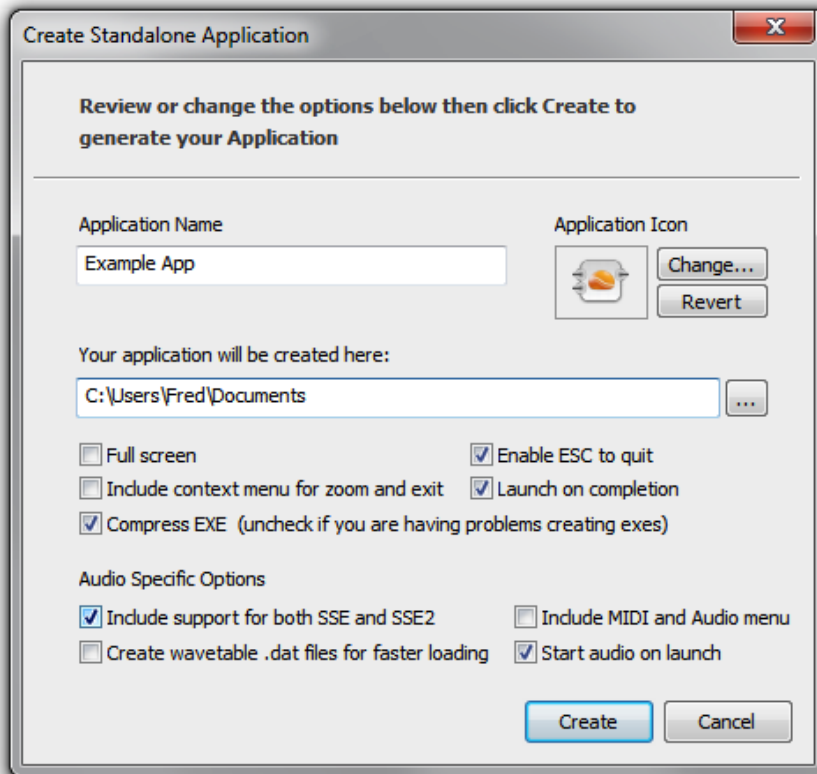 Create Standalone Application
Review or change the options below then click Create to
generate your Application
Application Name
Application Icon
Example App
Change...
Revert
Your application will be created here:
C:\Users\Fred\Documents
...
Full screen
Enable ESC to quit
Include context menu for zoom and exit
Launch on completion
Compress EXE (uncheck if you are having problems creating exes)
Audio Specific Options
Include support for both SSE and SSE2
Include MIDI and Audio menu
Create wavetable .dat files for faster loading
Start audio on launch
Create
Cancel